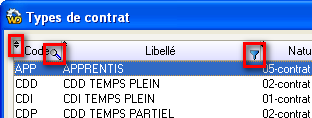 Types de contrat
Code Libellé Natu
APP APPRENTIS 05-contrat
CDD CDD TEMPS PLEIN 02-contrat
CDI CDI TEMPS PLEIN 01-contrat
CDP CDD TEMPS PARTIEL 02-contrat